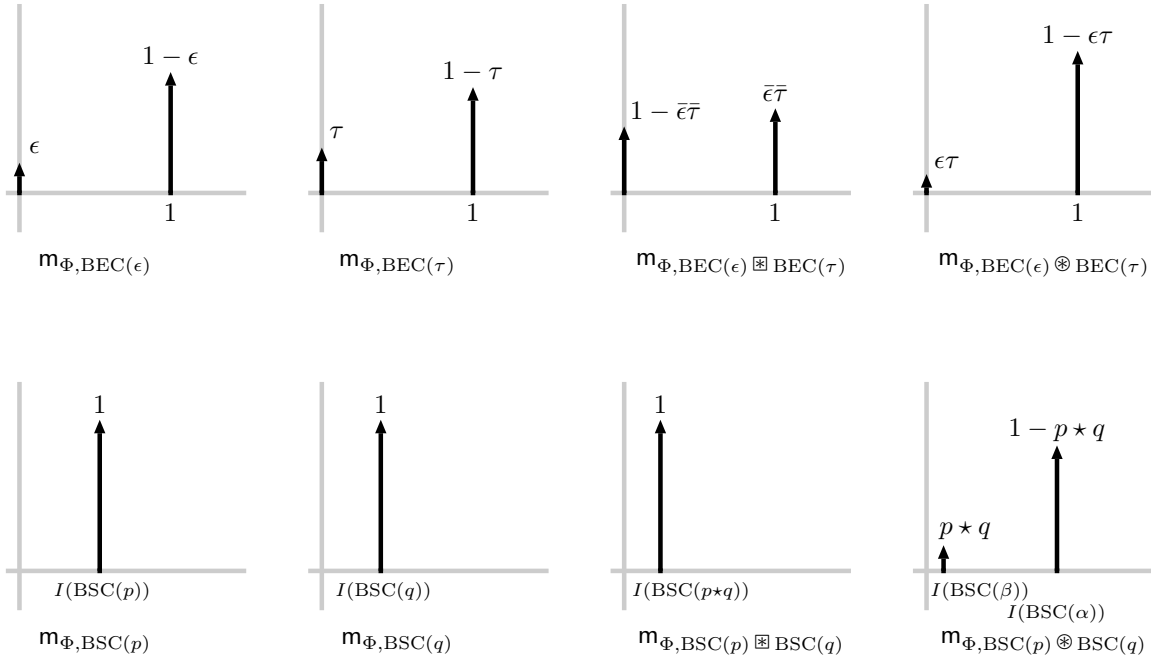 ϵ
1 − ϵ
1
m_{Φ,BEC(ϵ)}
τ
1 − τ
1
m_{Φ,BEC(τ)}
1 − ϵ̄τ̄
ϵ̄τ̄
1
m_{Φ,BEC(ϵ) ⧆ BEC(τ)}
ϵτ
1 − ϵτ
1
m_{Φ,BEC(ϵ) ⊛ BEC(τ)}
1
I(BSC(p))
m_{Φ,BSC(p)}
1
I(BSC(q))
m_{Φ,BSC(q)}
1
I(BSC(p⋆q))
m_{Φ,BSC(p) ⧆ BSC(q)}
1 − p ⋆ q
p ⋆ q
I(BSC(β))
I(BSC(α))
m_{Φ,BSC(p) ⊛ BSC(q)}